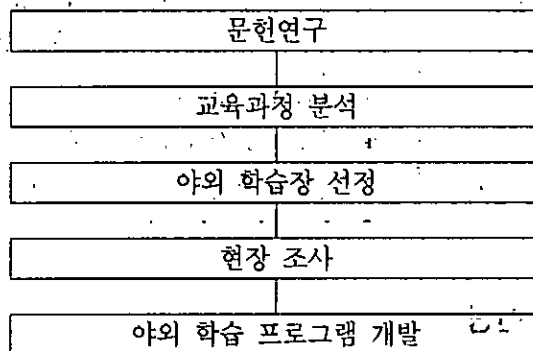 문헌연구
교육과정 분석
야외 학습장 선정
현장 조사
야외 학습 프로그램 개발